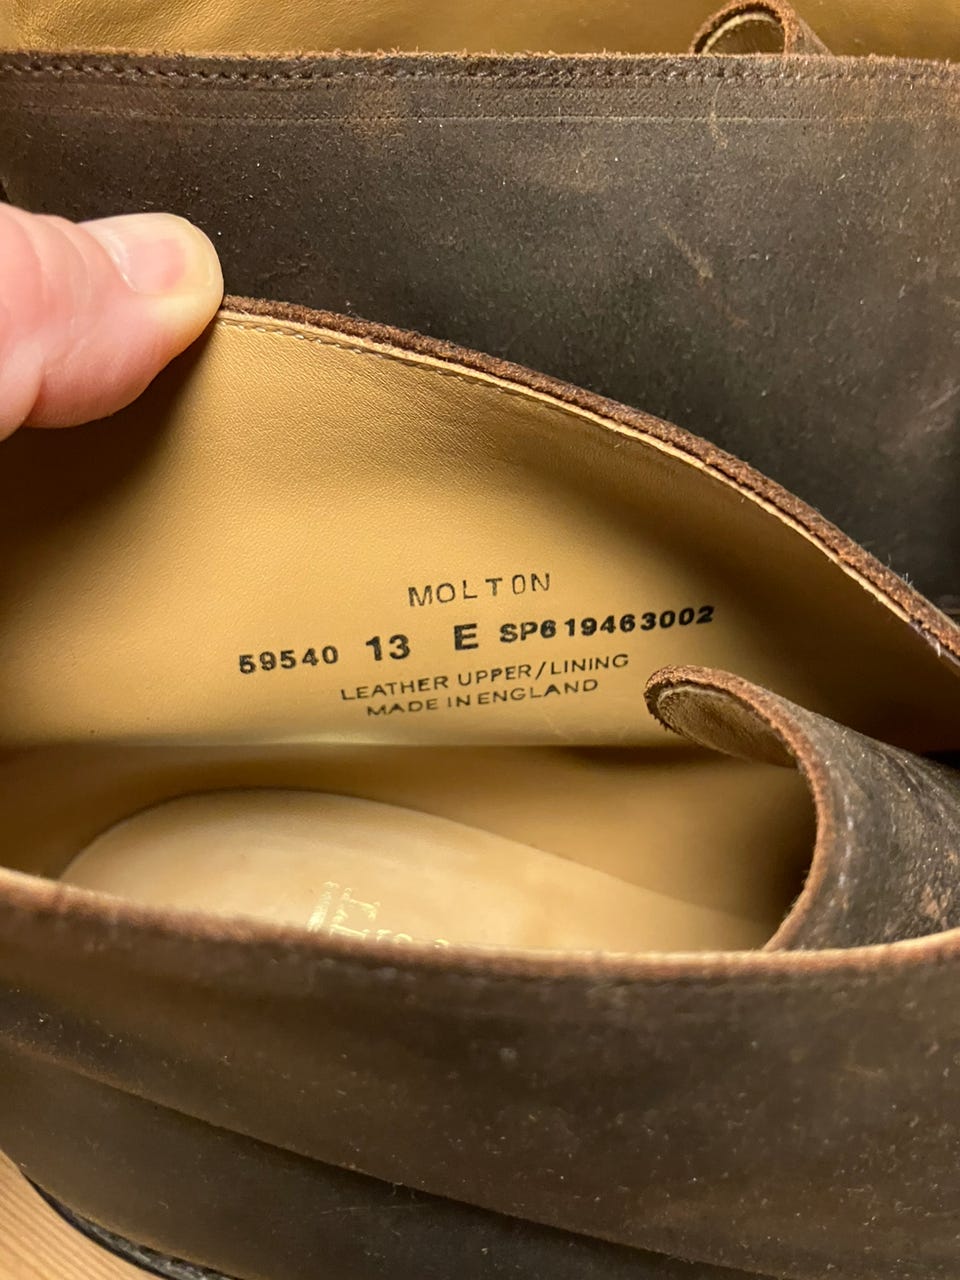 MOLTON
59540 13 E SP619463002
LEATHER UPPER/LINING
MADE IN ENGLAND